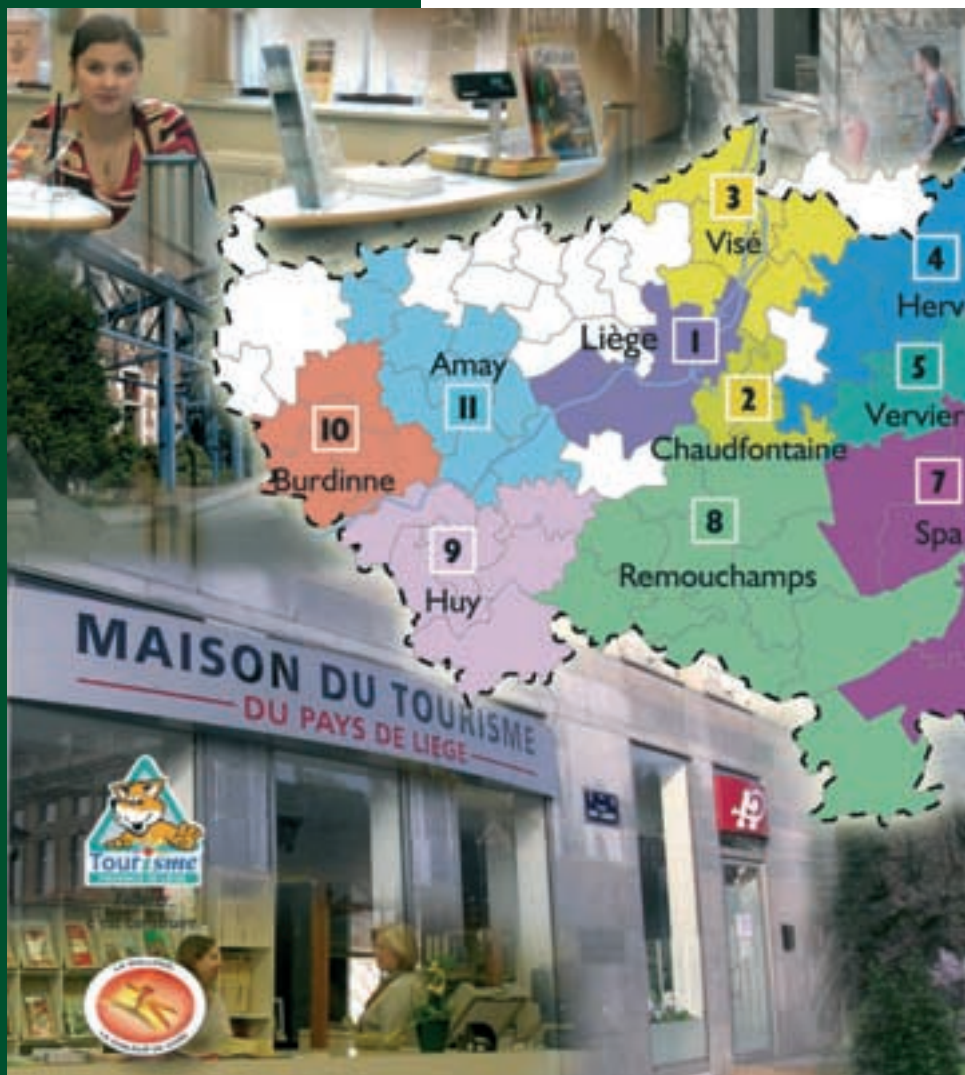 3
Visé
4
Herv
Liège 1
5
Amay
11
2
Vervier
10
Chaudfontaine
7
Burdinne
8
Spa
9
Remouchamps
Huy
MAISON DU TOURISME
DU PAYS DE LIEGE
Tourisme